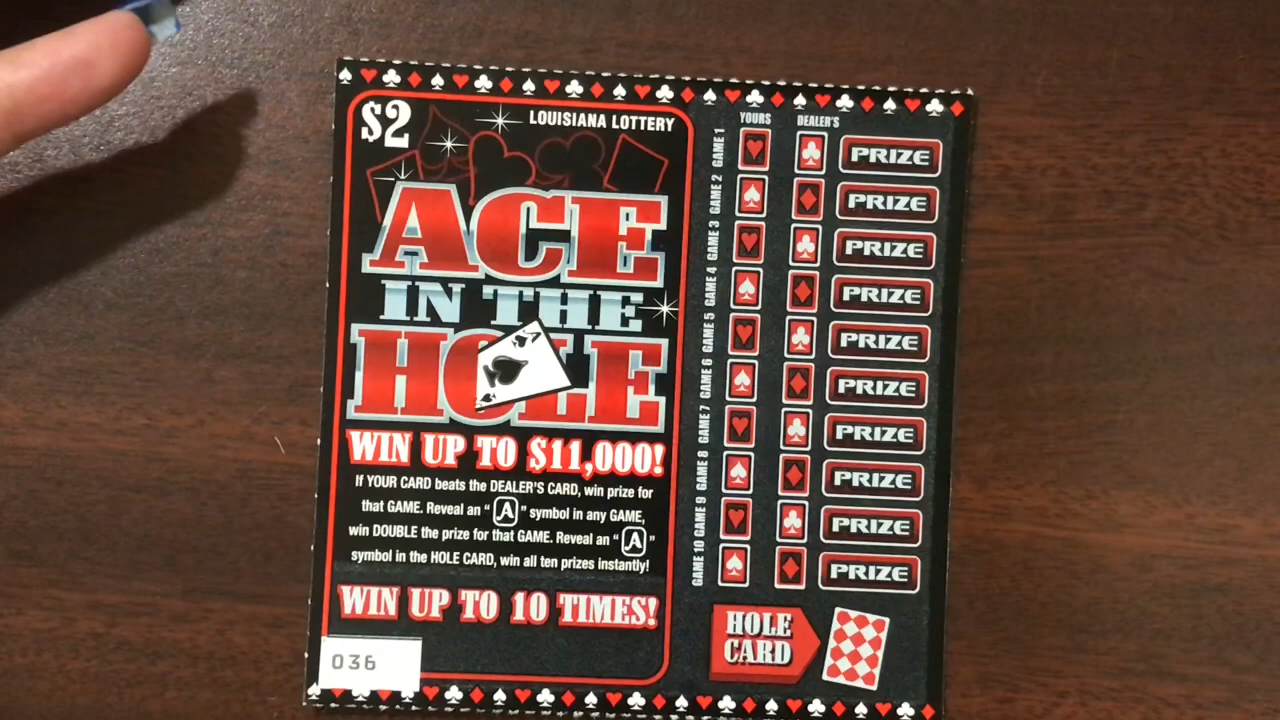 $2
LOUISIANA LOTTERY
ACE
IN THE
HOLE
A
WIN UP TO $11,000!
IF YOUR CARD beats the DEALER'S CARD, win prize for
that GAME. Reveal an "A" symbol in any GAME,
win DOUBLE the prize for that GAME. Reveal an "A"
symbol in the HOLE CARD, win all ten prizes instantly!
WIN UP TO 10 TIMES!
036
YOURS DEALER'S
GAME 1 PRIZE
GAME 2 PRIZE
GAME 3 PRIZE
GAME 4 PRIZE
GAME 5 PRIZE
GAME 6 PRIZE
GAME 7 PRIZE
GAME 8 PRIZE
GAME 9 PRIZE
GAME 10 PRIZE
HOLE
CARD